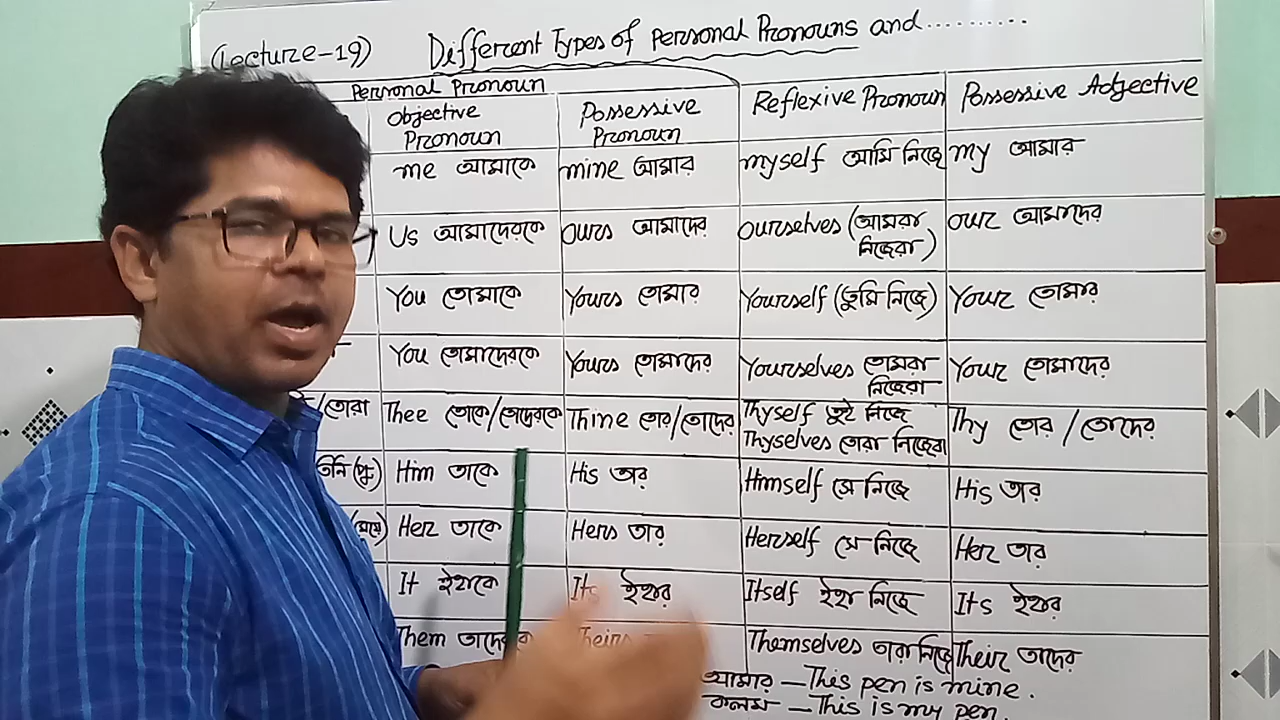 (Lecture-19) Different Types of Personal Pronouns and..........
Personal Pronoun
Objective Pronoun Possessive Pronoun Reflexive Pronoun Possessive Adjective
me আমাকে mine আমার myself আমি নিজে my আমার
Us আমাদেরকে ours আমাদের ourselves (আমরা নিজেরা) our আমাদের
You তোমাকে Yours তোমার Yourself (তুমি নিজে) Your তোমার
You তোমাদেরকে Yours তোমাদের Yourselves তোমরা নিজেরা Your তোমাদের
/তোরা Thee তোকে/তোদেরকে Thine তোর/তোদের Thyself তুই নিজে Thyselves তোরা নিজেরা Thy তোর/তোদের
তিনি (পুং) Him তাকে His তার Himself সে নিজে His তার
Her তাকে Hers তার Herself সে নিজে Her তার
It ইহাকে Its ইহার Itself ইহা নিজে Its ইহার
Them Theirs Themselves তারা নিজে Their তাদের
আমার — This pen is mine.
কলম — This is my pen.